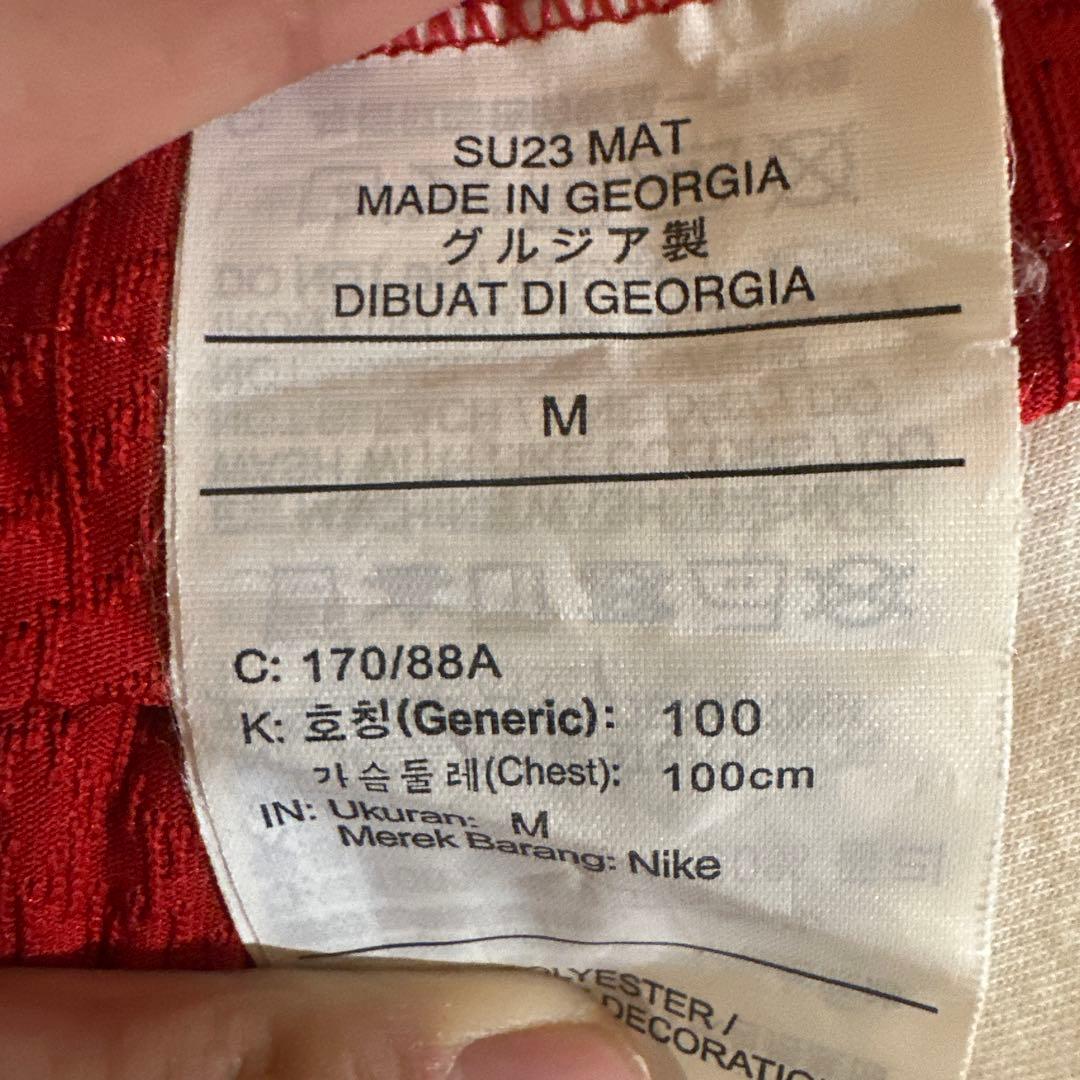 SU23 MAT
MADE IN GEORGIA
グルジア製
DIBUAT DI GEORGIA
M
C: 170/88A
K: 호칭(Generic): 100
가슴둘레(Chest): 100cm
IN: Ukuran: M
Merek Barang: Nike
LYESTER /
DECORATIO